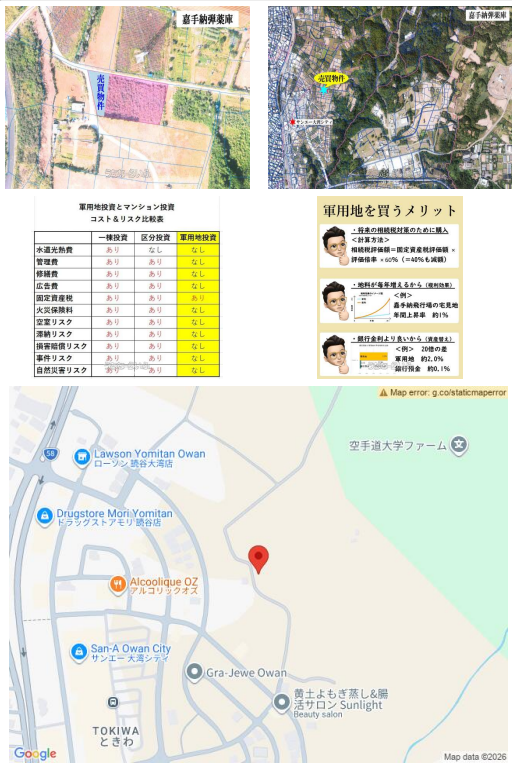 嘉手納弾薬庫
売買物件
嘉手納弾薬庫
売買物件
サンエー大湾シティ
軍用地投資とマンション投資
コスト&リスク比較表
一棟投資 区分投資 軍用地投資
水道光熱費 あり なし なし
管理費 あり あり なし
修繕費 あり あり なし
広告費 あり あり なし
固定資産税 あり あり あり
火災保険料 あり あり なし
空室リスク あり あり なし
滞納リスク あり あり なし
損害賠償リスク あり あり なし
事件リスク あり あり なし
自然災害リスク あり あり なし
軍用地を買うメリット
・将来の相続税対策のために購入
<計算方法>
相続税評価額=固定資産税評価額 ×
評価倍率 ×60% (=40%も減額)
・地料が毎年増えるから(複利効果)
<例>
嘉手納飛行場の宅見地
年間上昇率 約1%
・銀行金利より良いから(資産替え)
<例> 20倍の差
軍用地 約2.0%
銀行預金 約0.1%
Map error: g.co/staticmaperror
58
Lawson Yomitan Owan
ローソン 読谷大湾店
空手道大学ファーム
Drugstore Mori Yomitan
ドラッグストアモリ 読谷店
Alcoolique OZ
アルコリックオズ
San-A Owan City
サンエー 大湾シティ
Gra-Jewe Owan
黄土よもぎ蒸し&腸
活サロン Sunlight
Beauty salon
TOKIWA
ときわ
Google
Map data ©2026